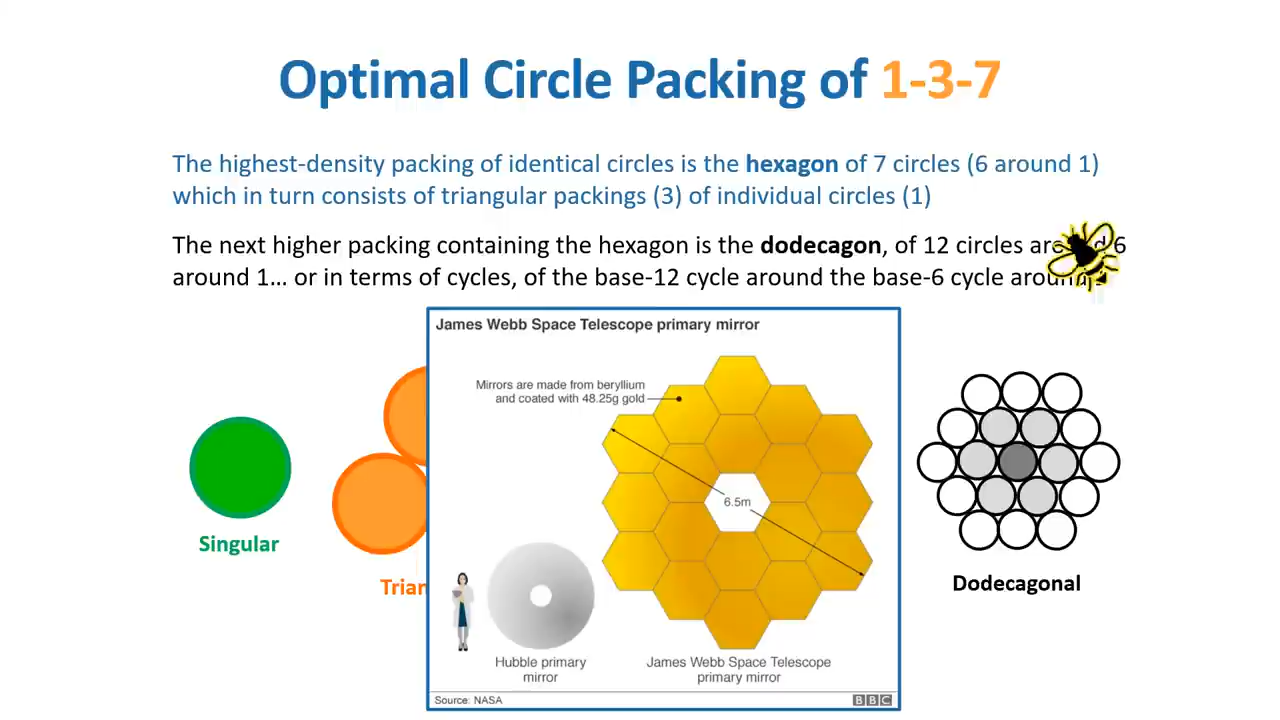 Optimal Circle Packing of 1-3-7
The highest-density packing of identical circles is the hexagon of 7 circles (6 around 1)
which in turn consists of triangular packings (3) of individual circles (1)
The next higher packing containing the hexagon is the dodecagon, of 12 circles around 6
around 1... or in terms of cycles, of the base-12 cycle around the base-6 cycle around
James Webb Space Telescope primary mirror
Mirrors are made from beryllium
and coated with 48.25g gold
6.5m
Singular
Trian
Dodecagonal
Hubble primary
mirror
James Webb Space Telescope
primary mirror
Source: NASA
BBC